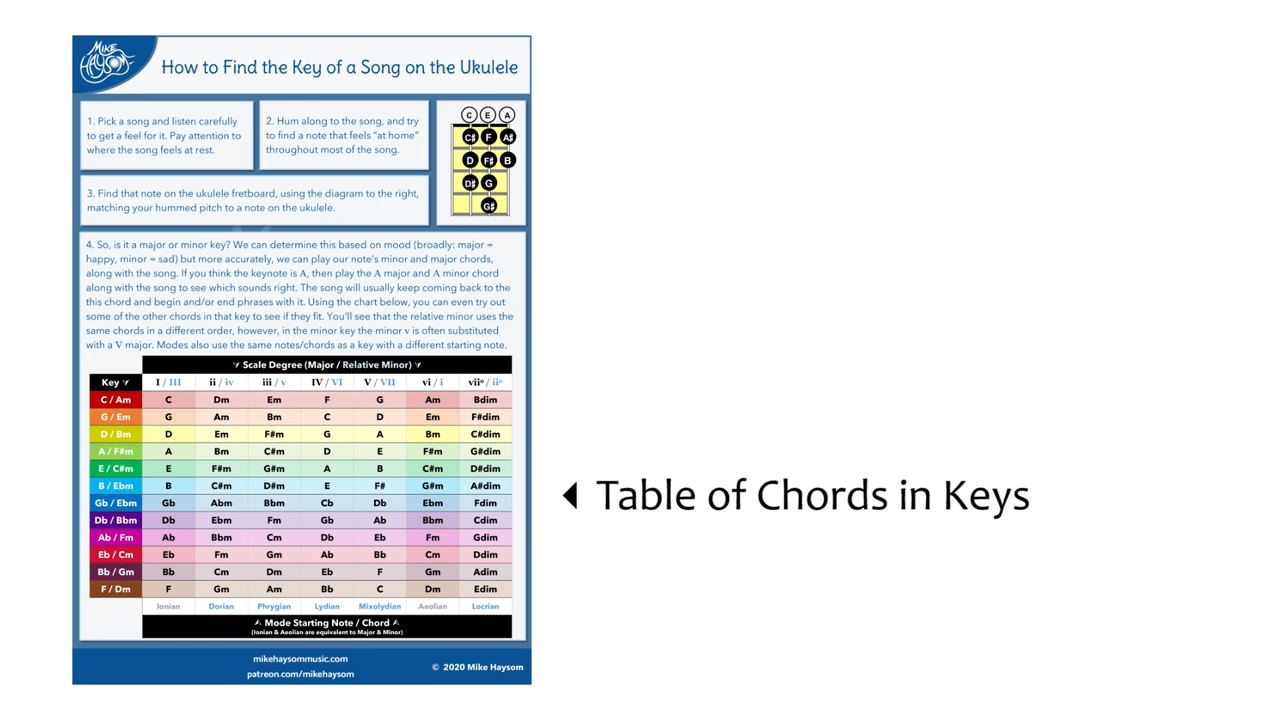 MIKE HAYSOM
How to Find the Key of a Song on the Ukulele
1. Pick a song and listen carefully
to get a feel for it. Pay attention to
where the song feels at rest.
2. Hum along to the song, and try
to find a note that feels “at home”
throughout most of the song.
3. Find that note on the ukulele fretboard, using the diagram to the right,
matching your hummed pitch to a note on the ukulele.
C E A
C♯ F A♯
D F♯ B
D♯ G
G♯
4. So, is it a major or minor key? We can determine this based on mood (broadly: major =
happy, minor = sad) but more accurately, we can play our note's minor and major chords,
along with the song. If you think the keynote is A, then play the A major and A minor chord
along with the song to see which sounds right. The song will usually keep coming back to the
this chord and begin and/or end phrases with it. Using the chart below, you can even try out
some of the other chords in that key to see if they fit. You'll see that the relative minor uses the
same chords in a different order, however, in the minor key the minor v is often substituted
with a V major. Modes also use the same notes/chords as a key with a different starting note.
Scale Degree (Major / Relative Minor)
Key I / III ii / iv iii / v IV / VI V / VII vi / i vii° / ii°
C / Am C Dm Em F G Am Bdim
G / Em G Am Bm C D Em F#dim
D / Bm D Em F#m G A Bm C#dim
A / F#m A Bm C#m D E F#m G#dim
E / C#m E F#m G#m A B C#m D#dim
B / Ebm B C#m D#m E F# G#m A#dim
Gb / Ebm Gb Abm Bbm Cb Db Ebm Fdim
Db / Bbm Db Ebm Fm Gb Ab Bbm Cdim
Ab / Fm Ab Bbm Cm Db Eb Fm Gdim
Eb / Cm Eb Fm Gm Ab Bb Cm Ddim
Bb / Gm Bb Cm Dm Eb F Gm Adim
F / Dm F Gm Am Bb C Dm Edim
Ionian Dorian Phrygian Lydian Mixolydian Aeolian Locrian
Mode Starting Note / Chord
(Ionian & Aeolian are equivalent to Major & Minor)
mikehaysommusic.com
patreon.com/mikehaysom
© 2020 Mike Haysom
Table of Chords in Keys